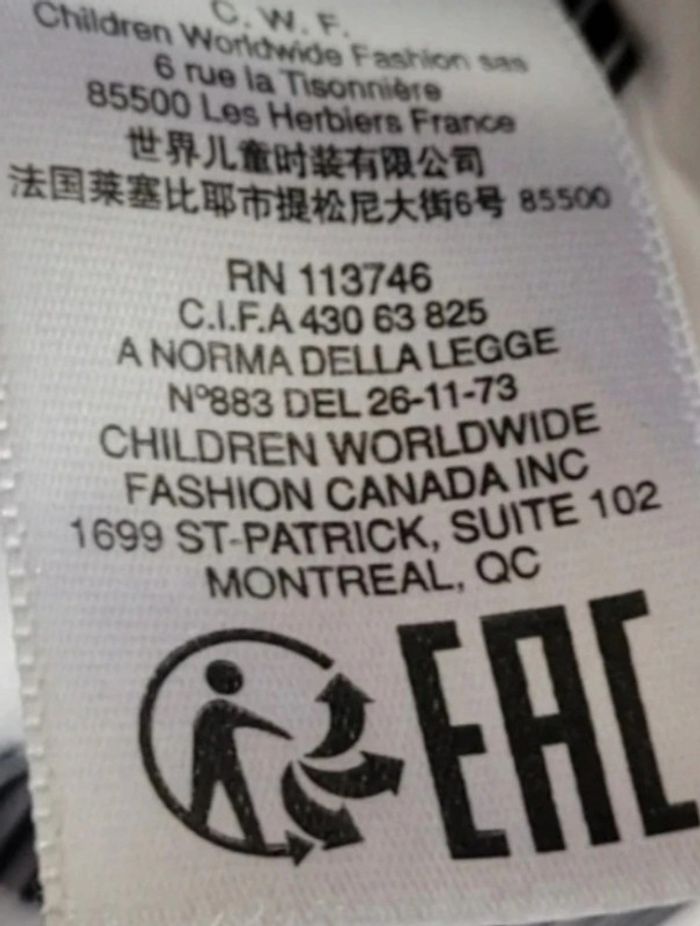 C. W. F.
Children Worldwide Fashion sas
6 rue la Tisonnière
85500 Les Herbiers France
世界儿童时装有限公司
法国莱塞比耶市提松尼大街6号 85500
RN 113746
C.I.F.A 430 63 825
A NORMA DELLA LEGGE
Nº883 DEL 26-11-73
CHILDREN WORLDWIDE
FASHION CANADA INC
1699 ST-PATRICK, SUITE 102
MONTREAL, QC
EAC